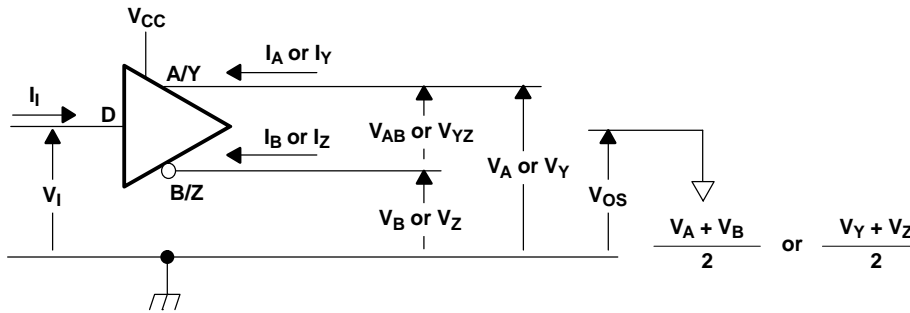 VCC
IA or IY
A/Y
II
D
IB or IZ
VAB or VYZ
VA or VY
VI
B/Z
VB or VZ
VOS
VA + VB
2
or
VY + VZ
2